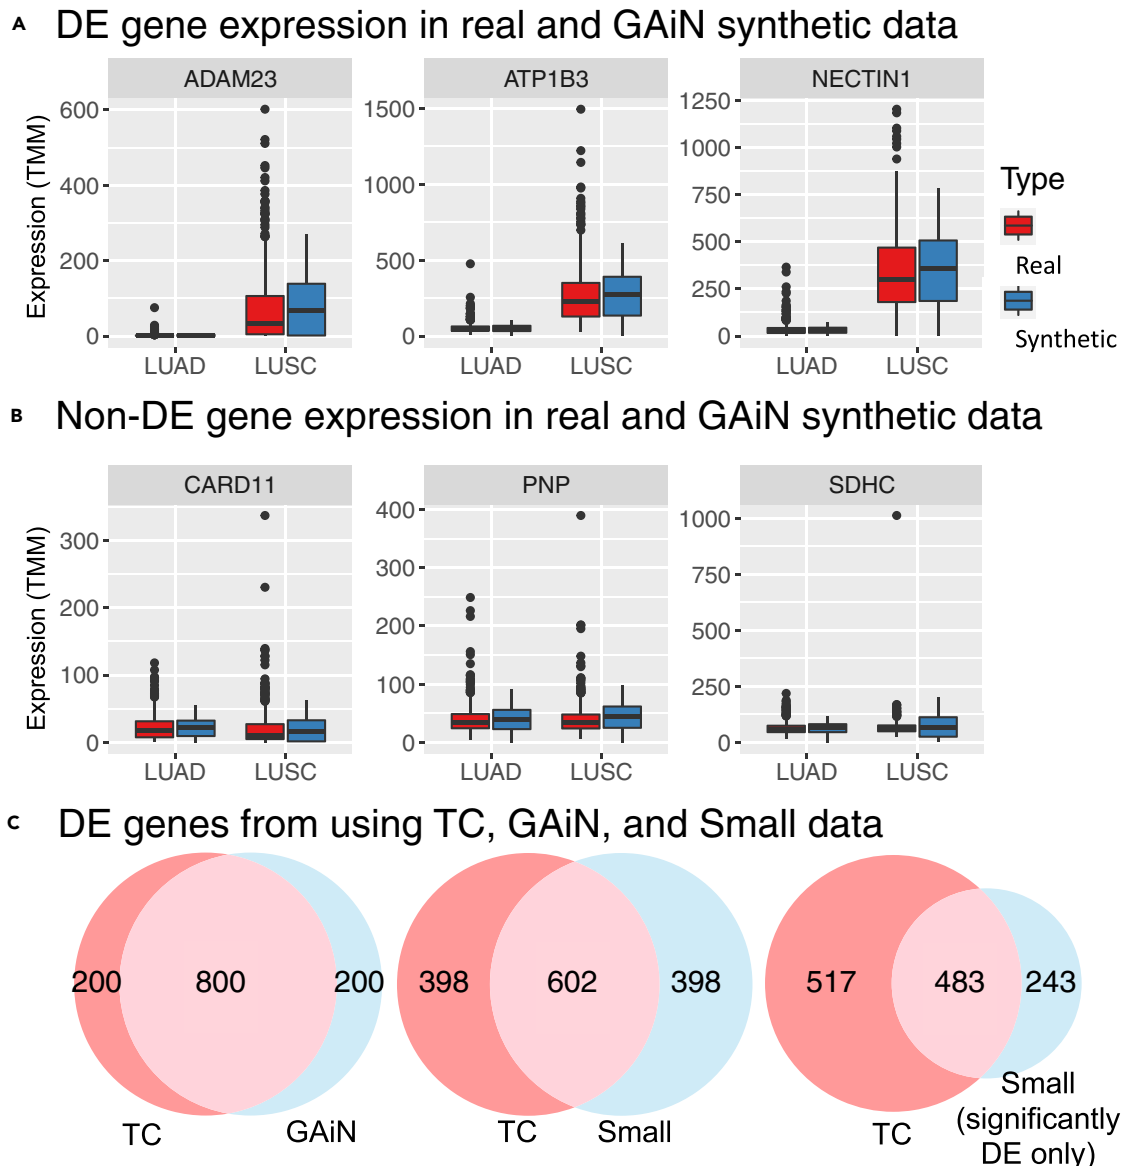 A DE gene expression in real and GAiN synthetic data
ADAM23 ATP1B3 NECTIN1
Expression (TMM)
600
400
200
0
LUAD LUSC
1500
1000
500
0
LUAD LUSC
1250
1000
750
500
250
0
LUAD LUSC
Type
Real
Synthetic
B Non-DE gene expression in real and GAiN synthetic data
CARD11 PNP SDHC
Expression (TMM)
300
200
100
0
LUAD LUSC
400
300
200
100
0
LUAD LUSC
1000
750
500
250
0
LUAD LUSC
C DE genes from using TC, GAiN, and Small data
200 800 200
TC GAiN
398 602 398
TC Small
517 483 243
TC
Small
(significantly
DE only)